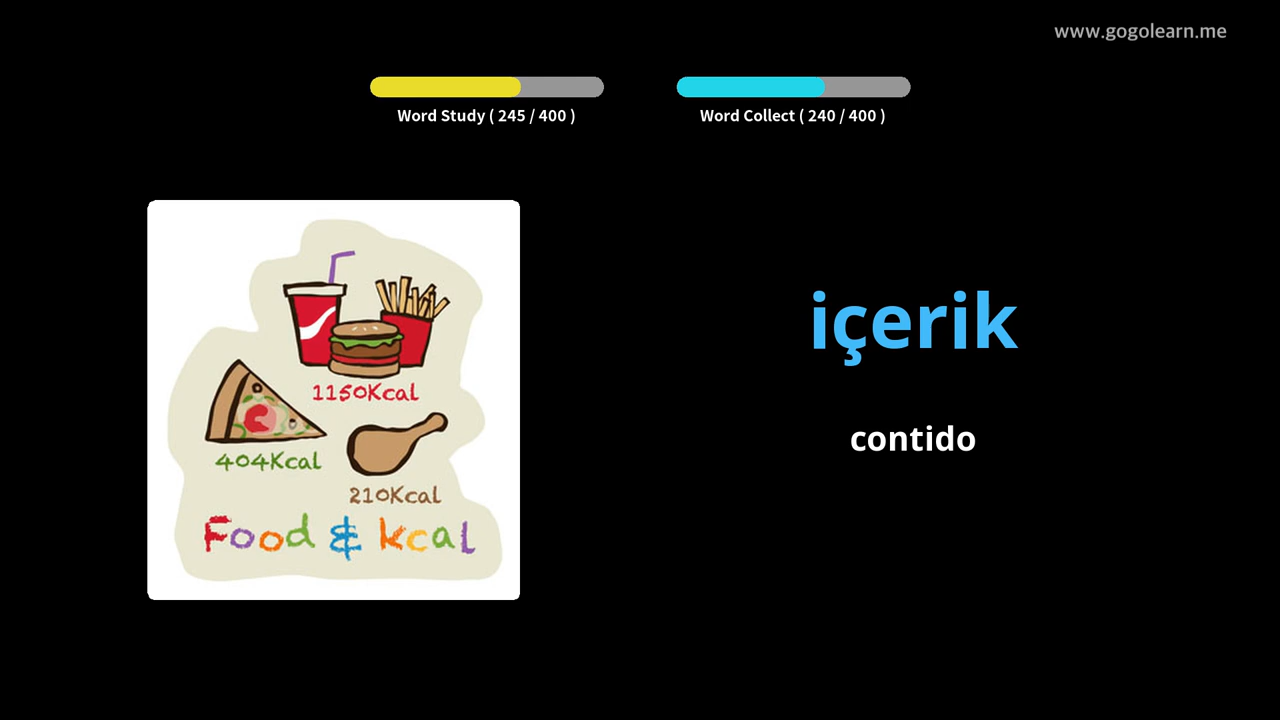 www.gogolearn.me
Word Study ( 245 / 400 )
Word Collect ( 240 / 400 )
1150Kcal
404Kcal
210Kcal
Food & kcal
içerik
contido